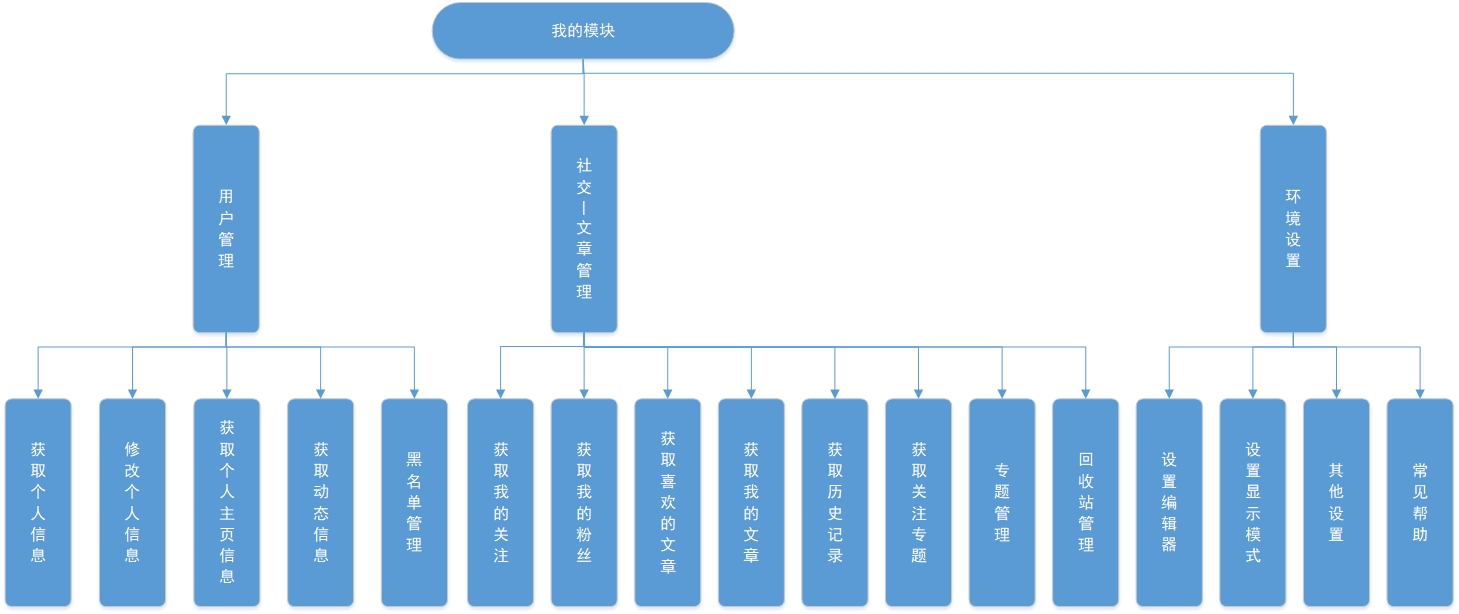 我的模块
用户管理
社交|文章管理
环境设置
获取个人信息
修改个人信息
获取个人主页信息
获取动态信息
黑名单管理
获取我的关注
获取我的粉丝
获取喜欢的文章
获取我的文章
获取历史记录
获取关注专题
专题管理
回收站管理
设置编辑器
设置显示模式
其他设置
常见帮助